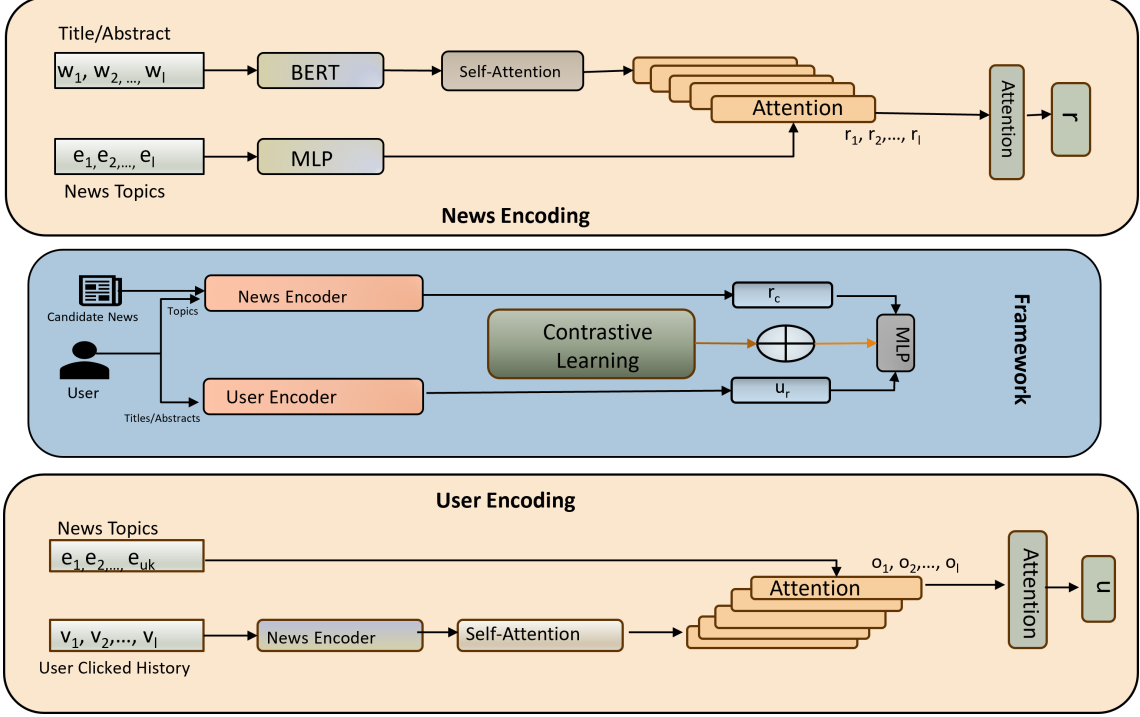 Title/Abstract
w1, w2, ..., wl
BERT
Self-Attention
Attention
r1, r2,..., rl
Attention
r
e1,e2,..., el
MLP
News Topics
News Encoding
Candidate News
Topics
News Encoder
rc
Contrastive
Learning
MLP
Framework
User
User Encoder
ur
Titles/Abstracts
User Encoding
News Topics
e1,e2,..., euk
o1, o2,..., ol
Attention
Attention
u
v1, v2,..., vl
News Encoder
Self-Attention
User Clicked History